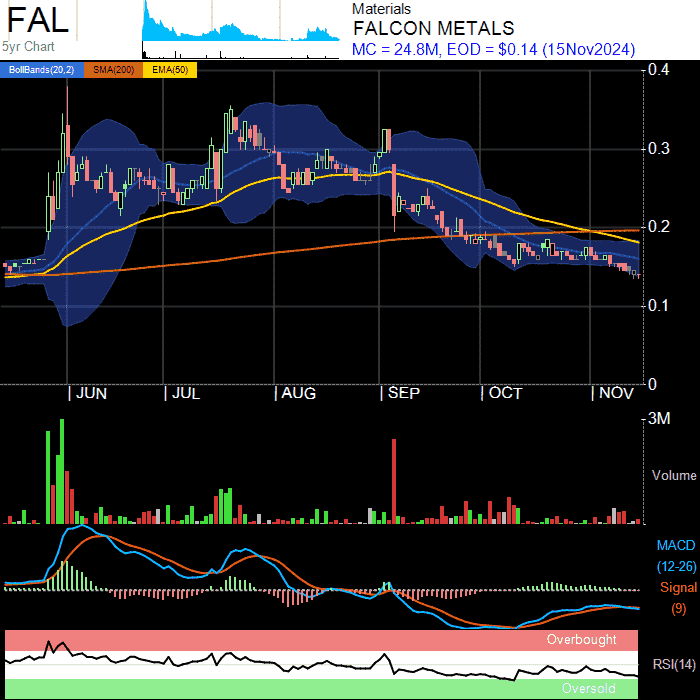 FAL
5yr Chart
Materials
FALCON METALS
MC = 24.8M, EOD = $0.14 (15Nov2024)
BollBands(20,2) SMA(200) EMA(50)
0.4
0.3
0.2
0.1
0
| JUN | JUL | AUG | SEP | OCT | NOV
3M
Volume
MACD
(12-26)
Signal
(9)
Overbought
RSI(14)
Oversold